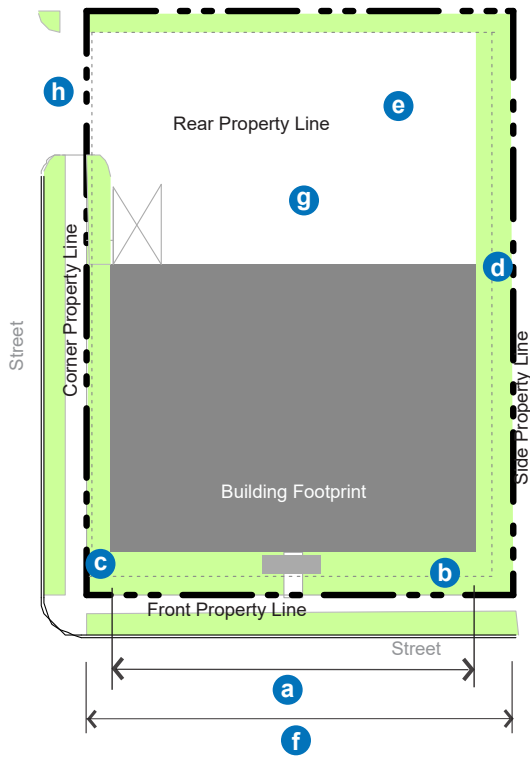 h
e
Rear Property Line
g
d
Corner Property Line
Street
Side Property Line
Building Footprint
c
b
Front Property Line
Street
a
f